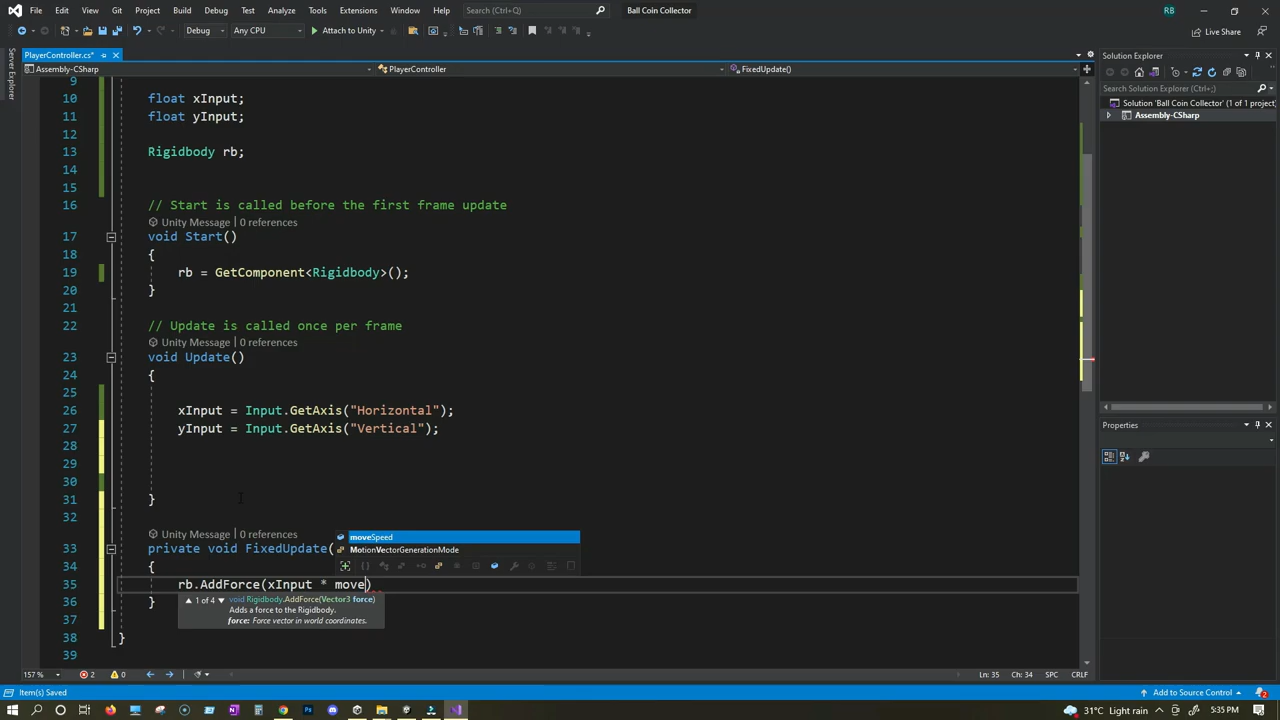 File Edit View Git Project Build Debug Test Analyze Tools Extensions Window Help Search (Ctrl+Q) Ball Coin Collector RB
Debug Any CPU Attach to Unity Live Share
Server Explorer
PlayerController.cs*
Assembly-CSharp PlayerController FixedUpdate()
9
10 float xInput;
11 float yInput;
12
13 Rigidbody rb;
14
15
16 // Start is called before the first frame update
Unity Message | 0 references
17 void Start()
18 {
19 rb = GetComponent<Rigidbody>();
20 }
21
22 // Update is called once per frame
Unity Message | 0 references
23 void Update()
24 {
25
26 xInput = Input.GetAxis("Horizontal");
27 yInput = Input.GetAxis("Vertical");
28
29
30
31 }
32
Unity Message | 0 references
33 private void FixedUpdate(
34 {
35 rb.AddForce(xInput * move)
36 }
37
38 }
39
moveSpeed
MotionVectorGenerationMode
1 of 4 void Rigidbody.AddForce(Vector3 force)
Adds a force to the Rigidbody.
force: Force vector in world coordinates.
Solution Explorer
Search Solution Explorer (Ctrl+;)
Solution 'Ball Coin Collector' (1 of 1 project)
Assembly-CSharp
Properties
157 % 2 0 Ln: 35 Ch: 34 SPC CRLF
Item(s) Saved Add to Source Control 2
31°C Light rain 5:35 PM